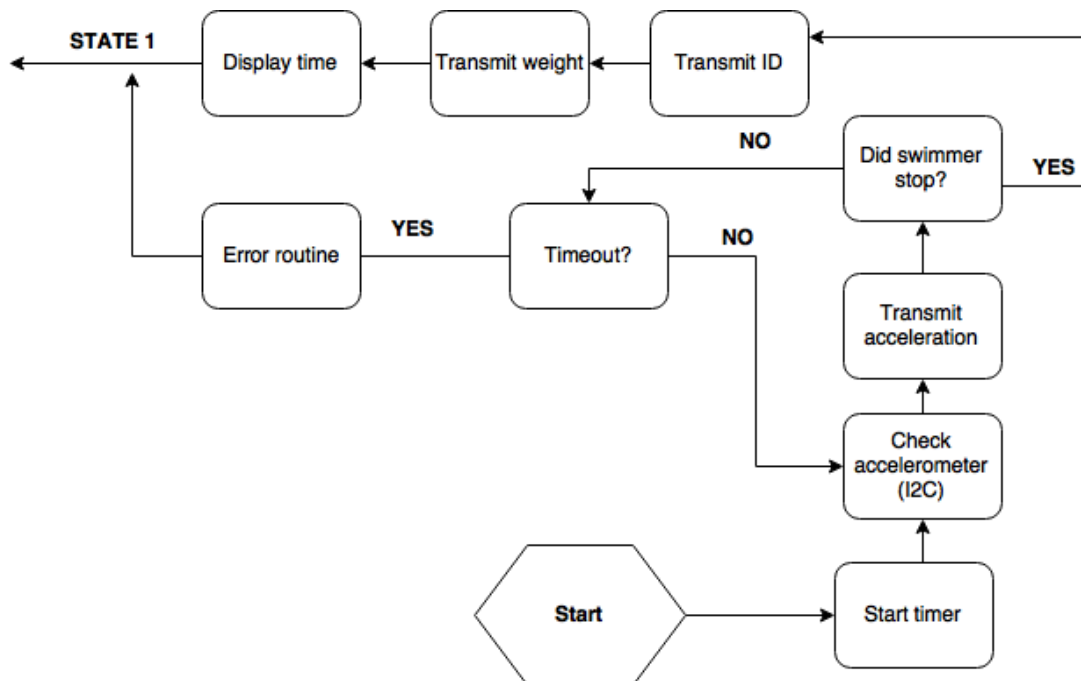 STATE 1
Display time
Transmit weight
Transmit ID
NO
Did swimmer
stop?
YES
Error routine
YES
Timeout?
NO
Transmit
acceleration
Check
accelerometer
(I2C)
Start
Start timer